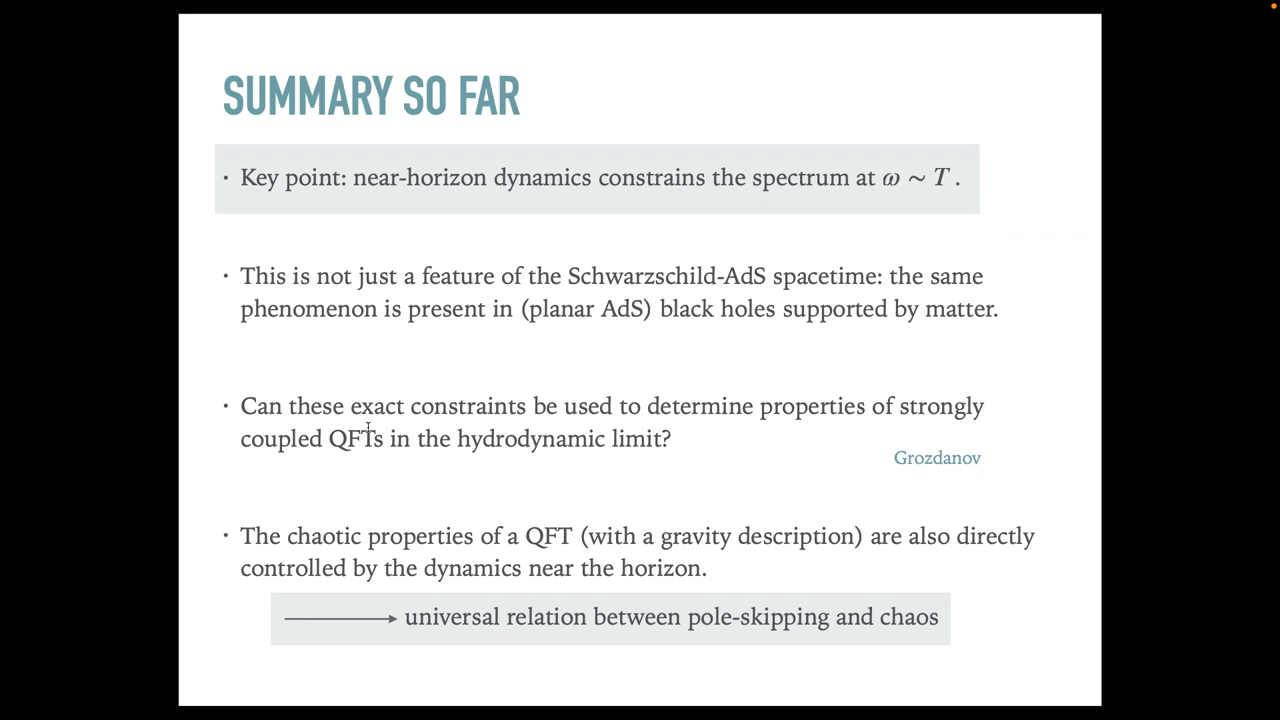 SUMMARY SO FAR
· Key point: near-horizon dynamics constrains the spectrum at ω ∼ T .
· This is not just a feature of the Schwarzschild-AdS spacetime: the same
phenomenon is present in (planar AdS) black holes supported by matter.
· Can these exact constraints be used to determine properties of strongly
coupled QFTs in the hydrodynamic limit?
Grozdanov
· The chaotic properties of a QFT (with a gravity description) are also directly
controlled by the dynamics near the horizon.
universal relation between pole-skipping and chaos